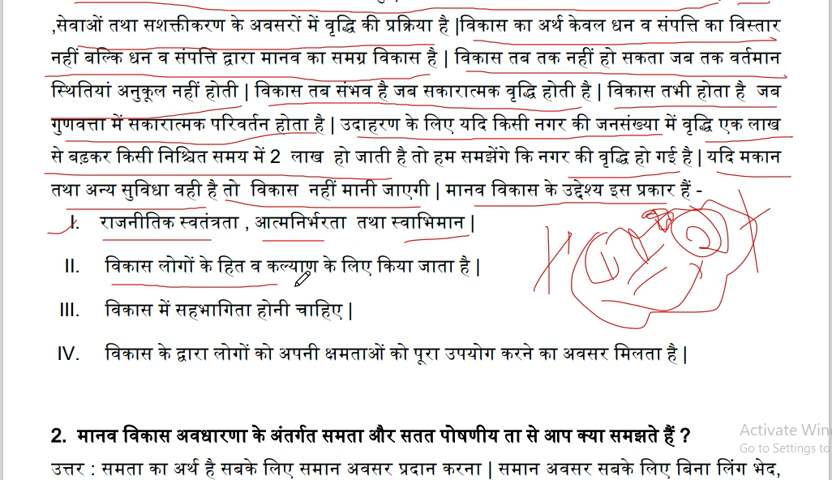 ,सेवाओं तथा सशक्तीकरण के अवसरों में वृद्धि की प्रक्रिया है |विकास का अर्थ केवल धन व संपत्ति का विस्तार
नहीं बल्कि धन व संपत्ति द्वारा मानव का समग्र विकास है | विकास तब तक नहीं हो सकता जब तक वर्तमान
स्थितियां अनुकूल नहीं होती | विकास तब संभव है जब सकारात्मक वृद्धि होती है | विकास तभी होता है जब
गुणवत्ता में सकारात्मक परिवर्तन होता है | उदाहरण के लिए यदि किसी नगर की जनसंख्या में वृद्धि एक लाख
से बढ़कर किसी निश्चित समय में 2 लाख हो जाती है तो हम समझेंगे कि नगर की वृद्धि हो गई है | यदि मकान
तथा अन्य सुविधा वही है तो विकास नहीं मानी जाएगी | मानव विकास के उद्देश्य इस प्रकार हैं -
I. राजनीतिक स्वतंत्रता , आत्मनिर्भरता तथा स्वाभिमान |
II. विकास लोगों के हित व कल्याण के लिए किया जाता है |
III. विकास में सहभागिता होनी चाहिए |
IV. विकास के द्वारा लोगों को अपनी क्षमताओं को पूरा उपयोग करने का अवसर मिलता है |
2. मानव विकास अवधारणा के अंतर्गत समता और सतत पोषणीय ता से आप क्या समझते हैं ?
Activate Win
Go to Settings to
उत्तर : समता का अर्थ है सबके लिए समान अवसर प्रदान करना | समान अवसर सबके लिए बिना लिंग भेद,